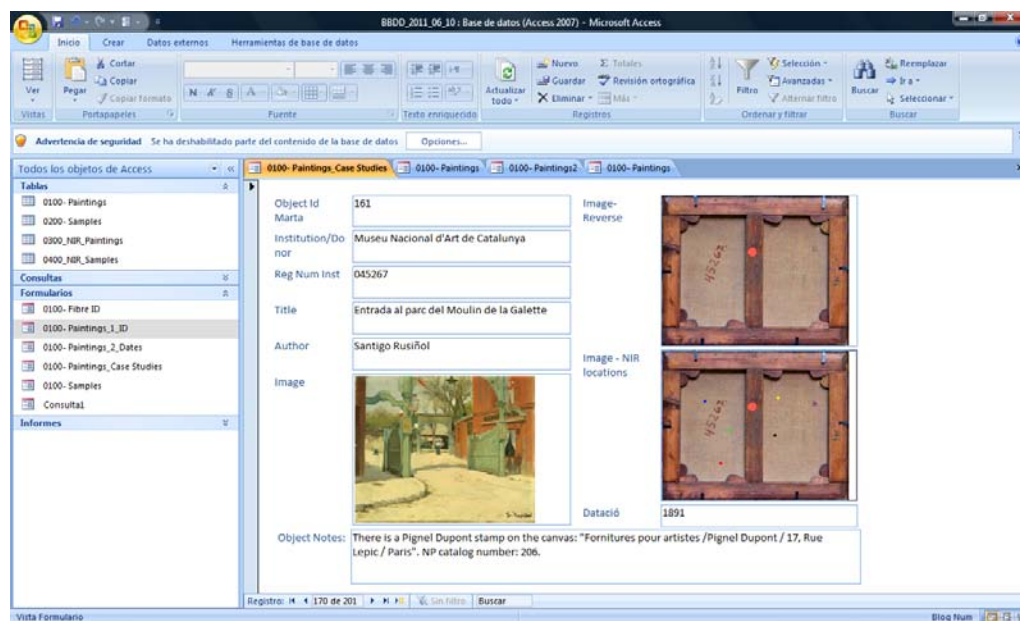 BBDD_2011_06_10 : Base de datos (Access 2007) - Microsoft Access
Inicio Crear Datos externos Herramientas de base de datos
Ver
Vistas
Pegar
Cortar
Copiar
Copiar formato
Portapapeles
N K S
Fuente
Texto enriquecido
Actualizar todo
Nuevo
Guardar
Eliminar
Totales
Revisión ortográfica
Más
Registros
Filtro
Selección
Avanzadas
Alternar filtro
Ordenar y filtrar
Buscar
Reemplazar
Ir a
Seleccionar
Buscar
Advertencia de seguridad Se ha deshabilitado parte del contenido de la base de datos Opciones...
Todos los objetos de Access
Tablas
0100- Paintings
0200- Samples
0300_NIR_Paintings
0400_NIR_Samples
Consultas
Formularios
0100- Fibre ID
0100- Paintings_1_ID
0100- Paintings_2_Dates
0100- Paintings_Case Studies
0100- Samples
Consulta1
Informes
0100- Paintings_Case Studies 0100- Paintings 0100- Paintings2 0100- Paintings
Object Id Marta 161
Institution/Donor Museu Nacional d'Art de Catalunya
Reg Num Inst 045267
Title Entrada al parc del Moulin de la Galette
Author Santigo Rusiñol
Image
Image- Reverse
45262
Image - NIR locations
45262
Datació 1891
Object Notes: There is a Pignel Dupont stamp on the canvas: "Fornitures pour artistes /Pignel Dupont / 17, Rue
Lepic / Paris". NP catalog number: 206.
Registro: 170 de 201 Sin filtro Buscar
Vista Formulario Bloq Num